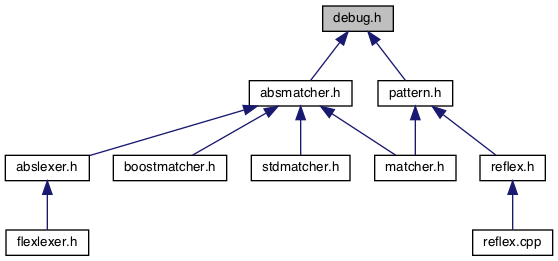 debug.h
absmatcher.h
pattern.h
abslexer.h
boostmatcher.h
stdmatcher.h
matcher.h
reflex.h
flexlexer.h
reflex.cpp